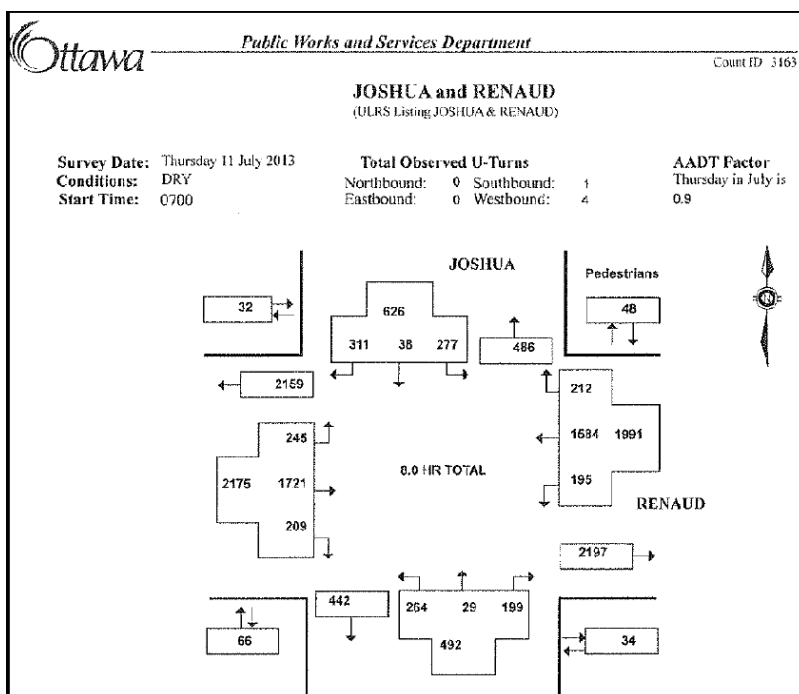 Ottawa
Public Works and Services Department
Count ID 3163
JOSHUA and RENAUD
(ULRS Listing JOSHUA & RENAUD)
Survey Date: Thursday 11 July 2013 Total Observed U-Turns AADT Factor
Conditions: DRY Northbound: 0 Southbound: 1 Thursday in July is
Start Time: 0700 Eastbound: 0 Westbound: 4 0.9
JOSHUA
Pedestrians
32 626 48
311 38 277 486
2159 212
245 1584 1991
2175 1721 8.0 HR TOTAL 195
209 RENAUD
2197
442 264 29 199
66 492 34